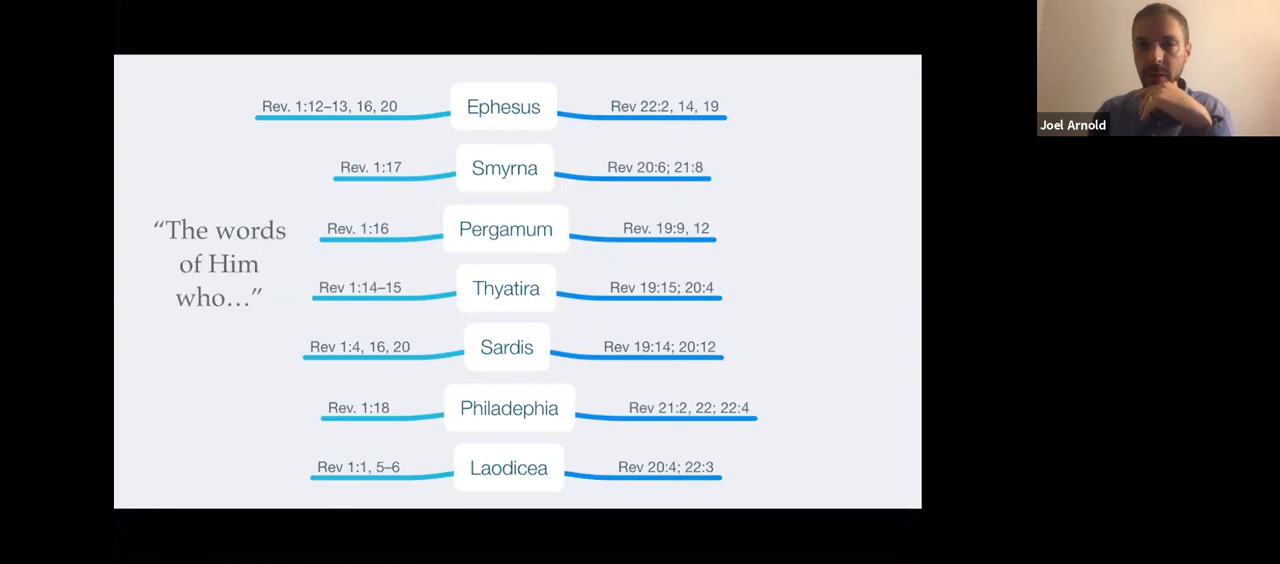 Rev. 1:12–13, 16, 20
Ephesus
Rev 22:2, 14, 19
Rev. 1:17
Smyrna
Rev 20:6; 21:8
“The words
of Him
who…”
Rev. 1:16
Pergamum
Rev. 19:9, 12
Rev 1:14–15
Thyatira
Rev 19:15; 20:4
Rev 1:4, 16, 20
Sardis
Rev 19:14; 20:12
Rev. 1:18
Philadephia
Rev 21:2, 22; 22:4
Rev 1:1, 5–6
Laodicea
Rev 20:4; 22:3
Joel Arnold